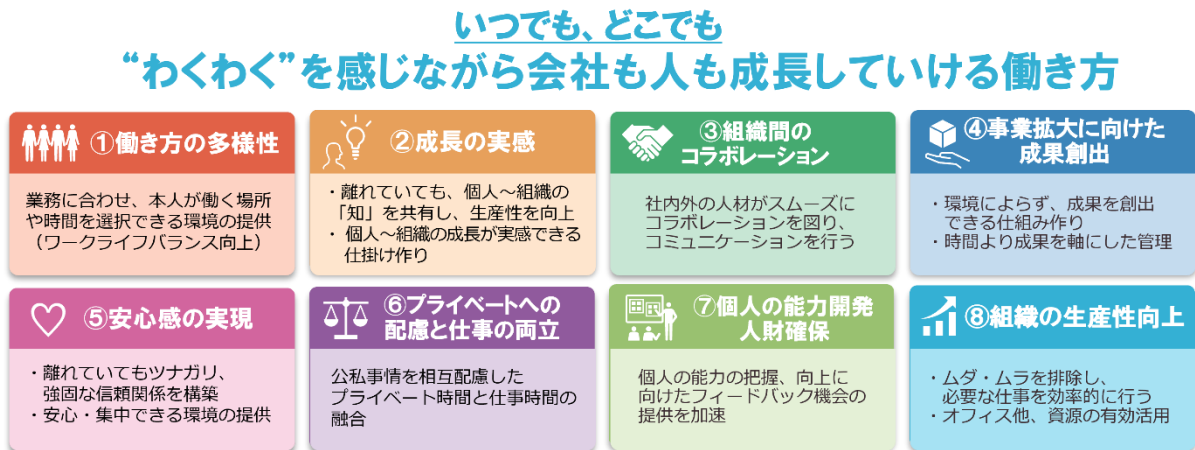 いつでも、どこでも
“わくわく”を感じながら会社も人も成長していける働き方
①働き方の多様性
業務に合わせ、本人が働く場所
や時間を選択できる環境の提供
（ワークライフバランス向上）
②成長の実感
・離れていても、個人～組織の
「知」を共有し、生産性を向上
・ 個人～組織の成長が実感できる
仕掛け作り
③組織間の
コラボレーション
社内外の人材がスムーズに
コラボレーションを図り、
コミュニケーションを行う
④事業拡大に向けた
成果創出
・環境によらず、成果を創出
できる仕組み作り
・時間より成果を軸にした管理
⑤安心感の実現
・離れていてもツナガリ、
強固な信頼関係を構築
・安心・集中できる環境の提供
⑥プライベートへの
配慮と仕事の両立
公私事情を相互配慮した
プライベート時間と仕事時間の
融合
⑦個人の能力開発
人財確保
個人の能力の把握、向上に
向けたフィードバック機会の
提供を加速
⑧組織の生産性向上
・ムダ・ムラを排除し、
必要な仕事を効率的に行う
・オフィス他、資源の有効活用